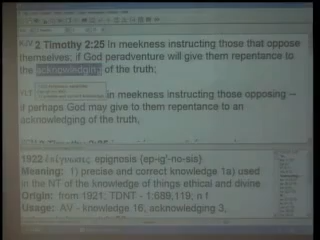 KJV 2 Timothy 2:25 In meekness instructing those that oppose
themselves; if God peradventure will give them repentance to
the acknowledging of the truth;
YLT in meekness instructing those opposing --
if perhaps God may give to them repentance to an
acknowledging of the truth,
1922 ἐπίγνωσις epignosis {ep-ig'-no-sis}
Meaning: 1) precise and correct knowledge 1a) used
in the NT of the knowledge of things ethical and divine
Origin: from 1921; TDNT - 1:689,119; n f
Usage: AV - knowledge 16, acknowledging 3,